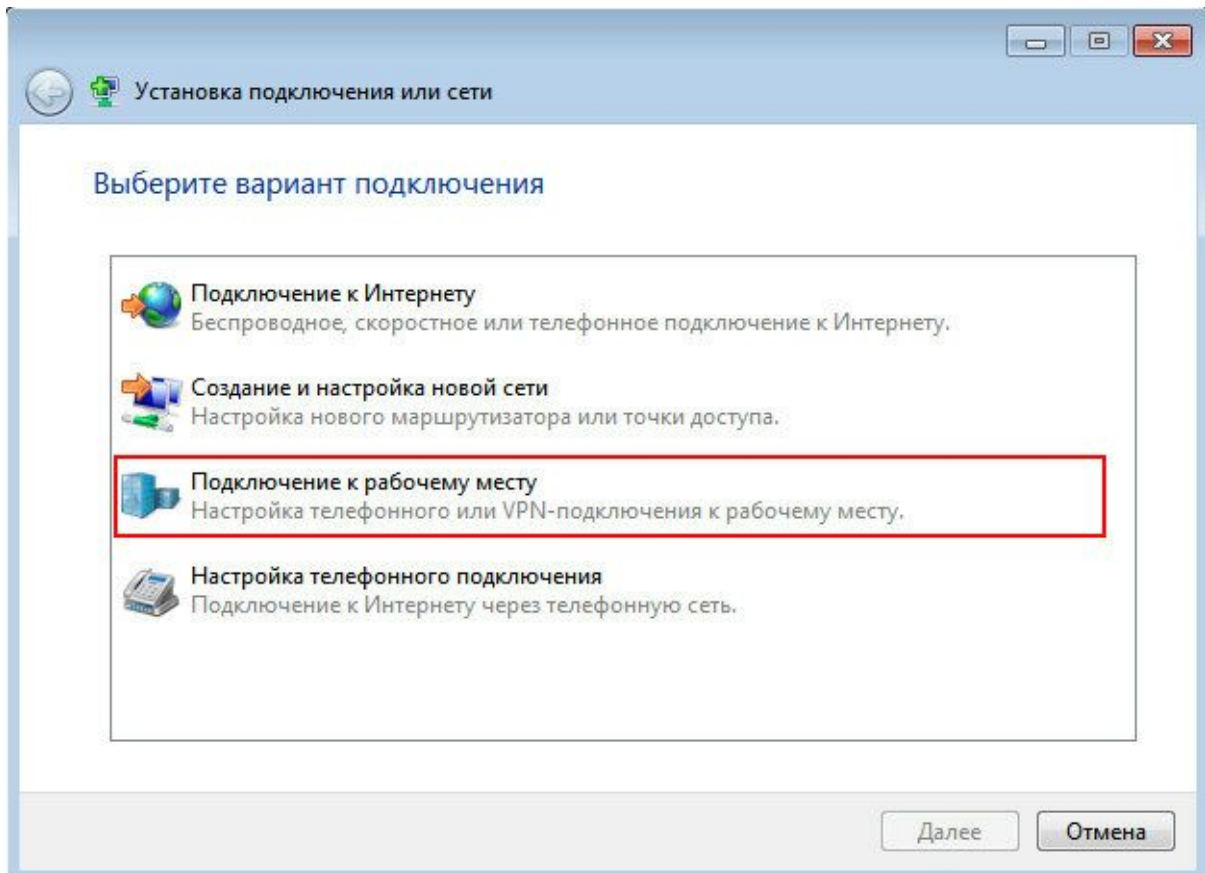 Установка подключения или сети
Выберите вариант подключения
Подключение к Интернету
Беспроводное, скоростное или телефонное подключение к Интернету.
Создание и настройка новой сети
Настройка нового маршрутизатора или точки доступа.
Подключение к рабочему месту
Настройка телефонного или VPN-подключения к рабочему месту.
Настройка телефонного подключения
Подключение к Интернету через телефонную сеть.
Далее Отмена